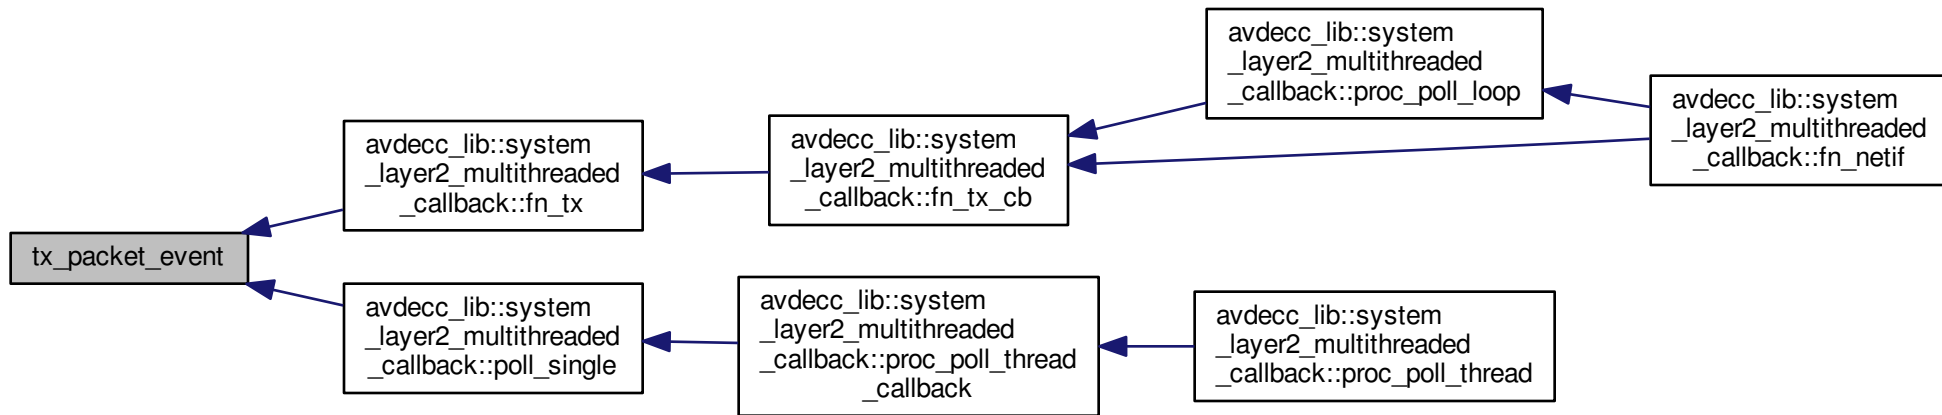 tx_packet_event
avdecc_lib::system
_layer2_multithreaded
_callback::fn_tx
avdecc_lib::system
_layer2_multithreaded
_callback::fn_tx_cb
avdecc_lib::system
_layer2_multithreaded
_callback::proc_poll_loop
avdecc_lib::system
_layer2_multithreaded
_callback::fn_netif
avdecc_lib::system
_layer2_multithreaded
_callback::poll_single
avdecc_lib::system
_layer2_multithreaded
_callback::proc_poll_thread
_callback
avdecc_lib::system
_layer2_multithreaded
_callback::proc_poll_thread